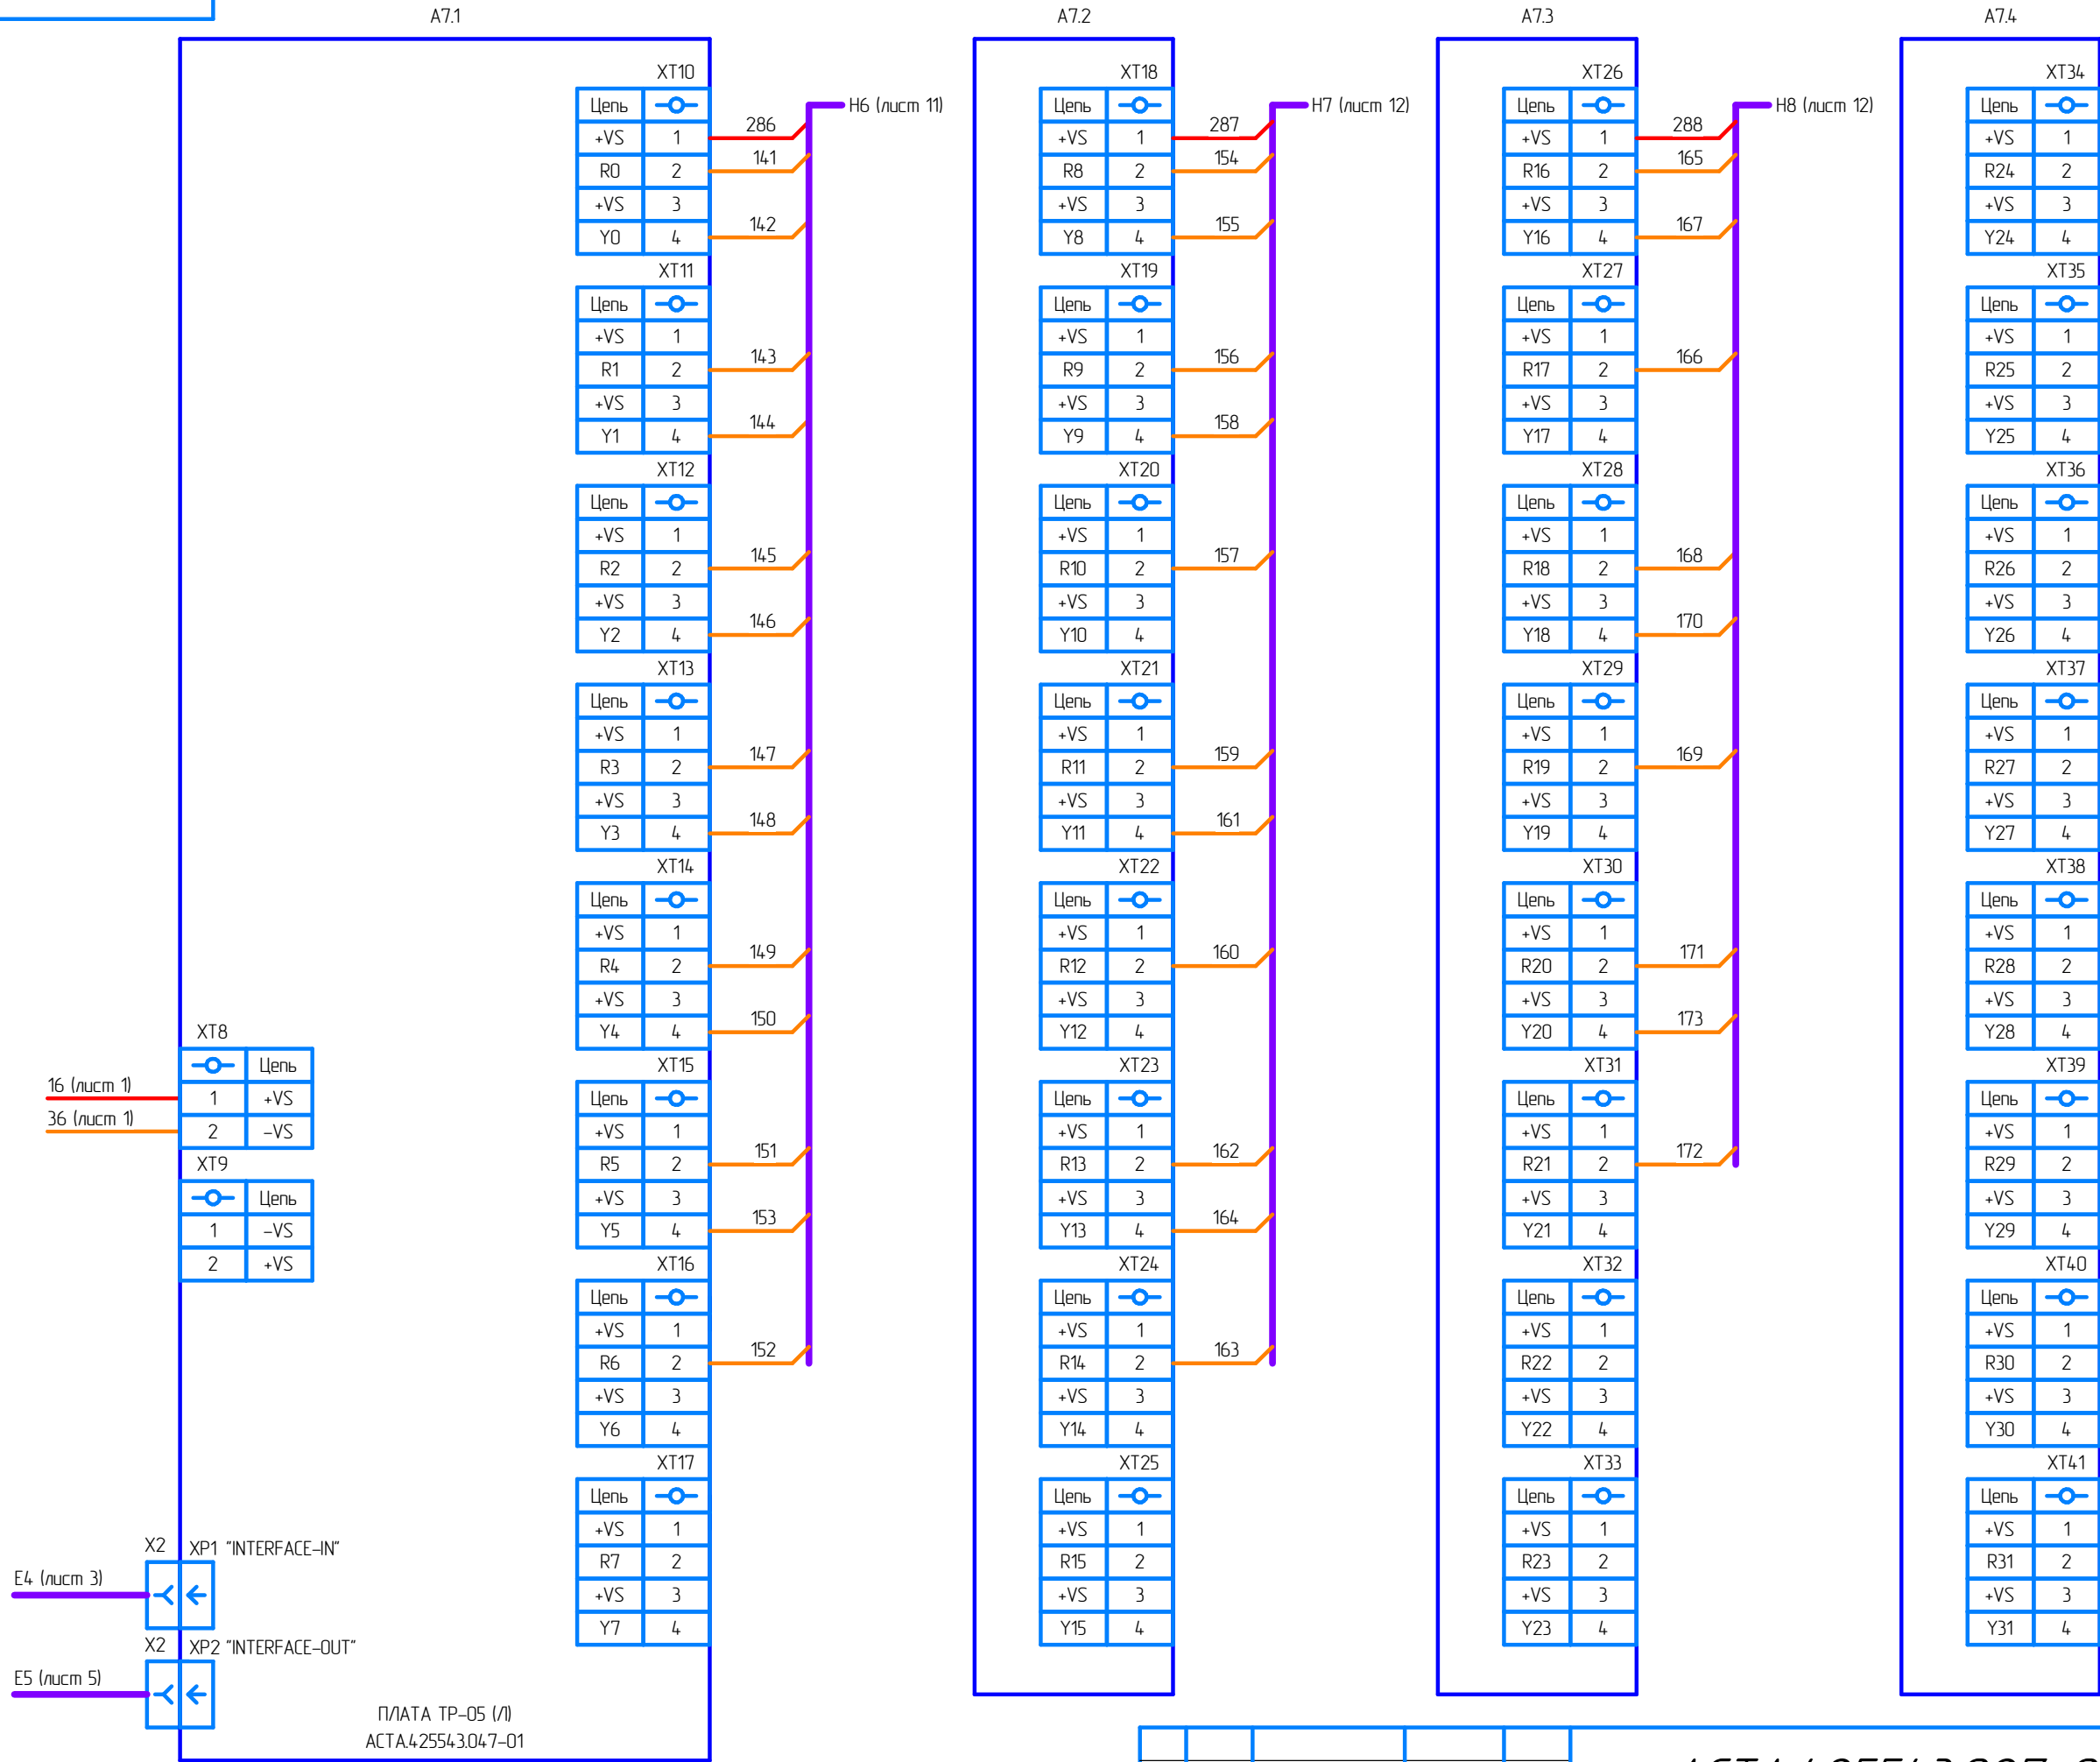 А7.1
XT10
Цепь
+VS 1
R0 2
+VS 3
Y0 4
286
141
142
H6 (лист 11)
XT11
Цепь
+VS 1
R1 2
+VS 3
Y1 4
143
144
XT12
Цепь
+VS 1
R2 2
+VS 3
Y2 4
145
146
XT13
Цепь
+VS 1
R3 2
+VS 3
Y3 4
147
148
XT14
Цепь
+VS 1
R4 2
+VS 3
Y4 4
149
150
XT15
Цепь
+VS 1
R5 2
+VS 3
Y5 4
151
153
XT16
Цепь
+VS 1
R6 2
+VS 3
Y6 4
152
XT17
Цепь
+VS 1
R7 2
+VS 3
Y7 4
XT8
Цепь
1 +VS
2 –VS
16 (лист 1)
36 (лист 1)
XT9
Цепь
1 –VS
2 +VS
X2 XP1 "INTERFACE–IN"
E4 (лист 3)
X2 XP2 "INTERFACE–OUT"
E5 (лист 5)
ПЛАТА ТР–05 (Л)
АСТА.425543.047–01
А7.2
XT18
Цепь
+VS 1
R8 2
+VS 3
Y8 4
287
154
155
H7 (лист 12)
XT19
Цепь
+VS 1
R9 2
+VS 3
Y9 4
156
158
XT20
Цепь
+VS 1
R10 2
+VS 3
Y10 4
157
XT21
Цепь
+VS 1
R11 2
+VS 3
Y11 4
159
161
XT22
Цепь
+VS 1
R12 2
+VS 3
Y12 4
160
XT23
Цепь
+VS 1
R13 2
+VS 3
Y13 4
162
164
XT24
Цепь
+VS 1
R14 2
+VS 3
Y14 4
163
XT25
Цепь
+VS 1
R15 2
+VS 3
Y15 4
А7.3
XT26
Цепь
+VS 1
R16 2
+VS 3
Y16 4
288
165
167
H8 (лист 12)
XT27
Цепь
+VS 1
R17 2
+VS 3
Y17 4
166
XT28
Цепь
+VS 1
R18 2
+VS 3
Y18 4
168
170
XT29
Цепь
+VS 1
R19 2
+VS 3
Y19 4
169
XT30
Цепь
+VS 1
R20 2
+VS 3
Y20 4
171
173
XT31
Цепь
+VS 1
R21 2
+VS 3
Y21 4
172
XT32
Цепь
+VS 1
R22 2
+VS 3
Y22 4
XT33
Цепь
+VS 1
R23 2
+VS 3
Y23 4
А7.4
XT34
Цепь
+VS 1
R24 2
+VS 3
Y24 4
XT35
Цепь
+VS 1
R25 2
+VS 3
Y25 4
XT36
Цепь
+VS 1
R26 2
+VS 3
Y26 4
XT37
Цепь
+VS 1
R27 2
+VS 3
Y27 4
XT38
Цепь
+VS 1
R28 2
+VS 3
Y28 4
XT39
Цепь
+VS 1
R29 2
+VS 3
Y29 4
XT40
Цепь
+VS 1
R30 2
+VS 3
Y30 4
XT41
Цепь
+VS 1
R31 2
+VS 3
Y31 4